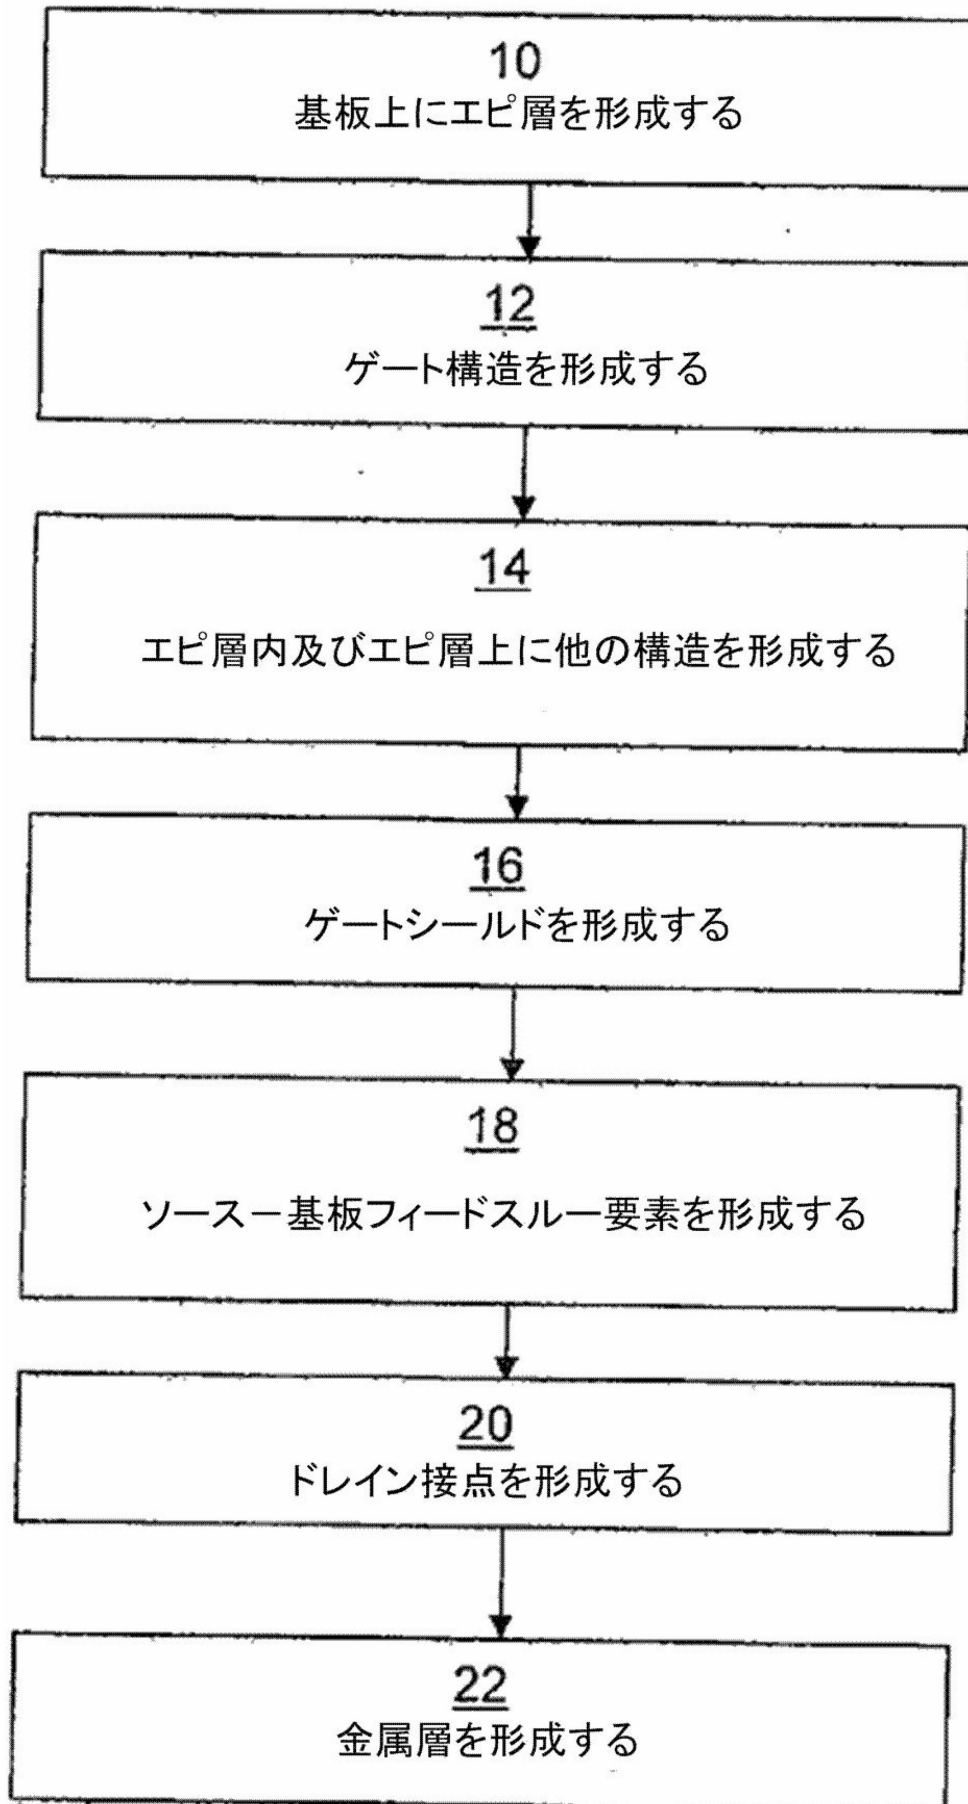 10
基板上にエピ層を形成する
12
ゲート構造を形成する
14
エピ層内及びエピ層上に他の構造を形成する
16
ゲートシールドを形成する
18
ソース－基板フィードスルー要素を形成する
20
ドレイン接点を形成する
22
金属層を形成する